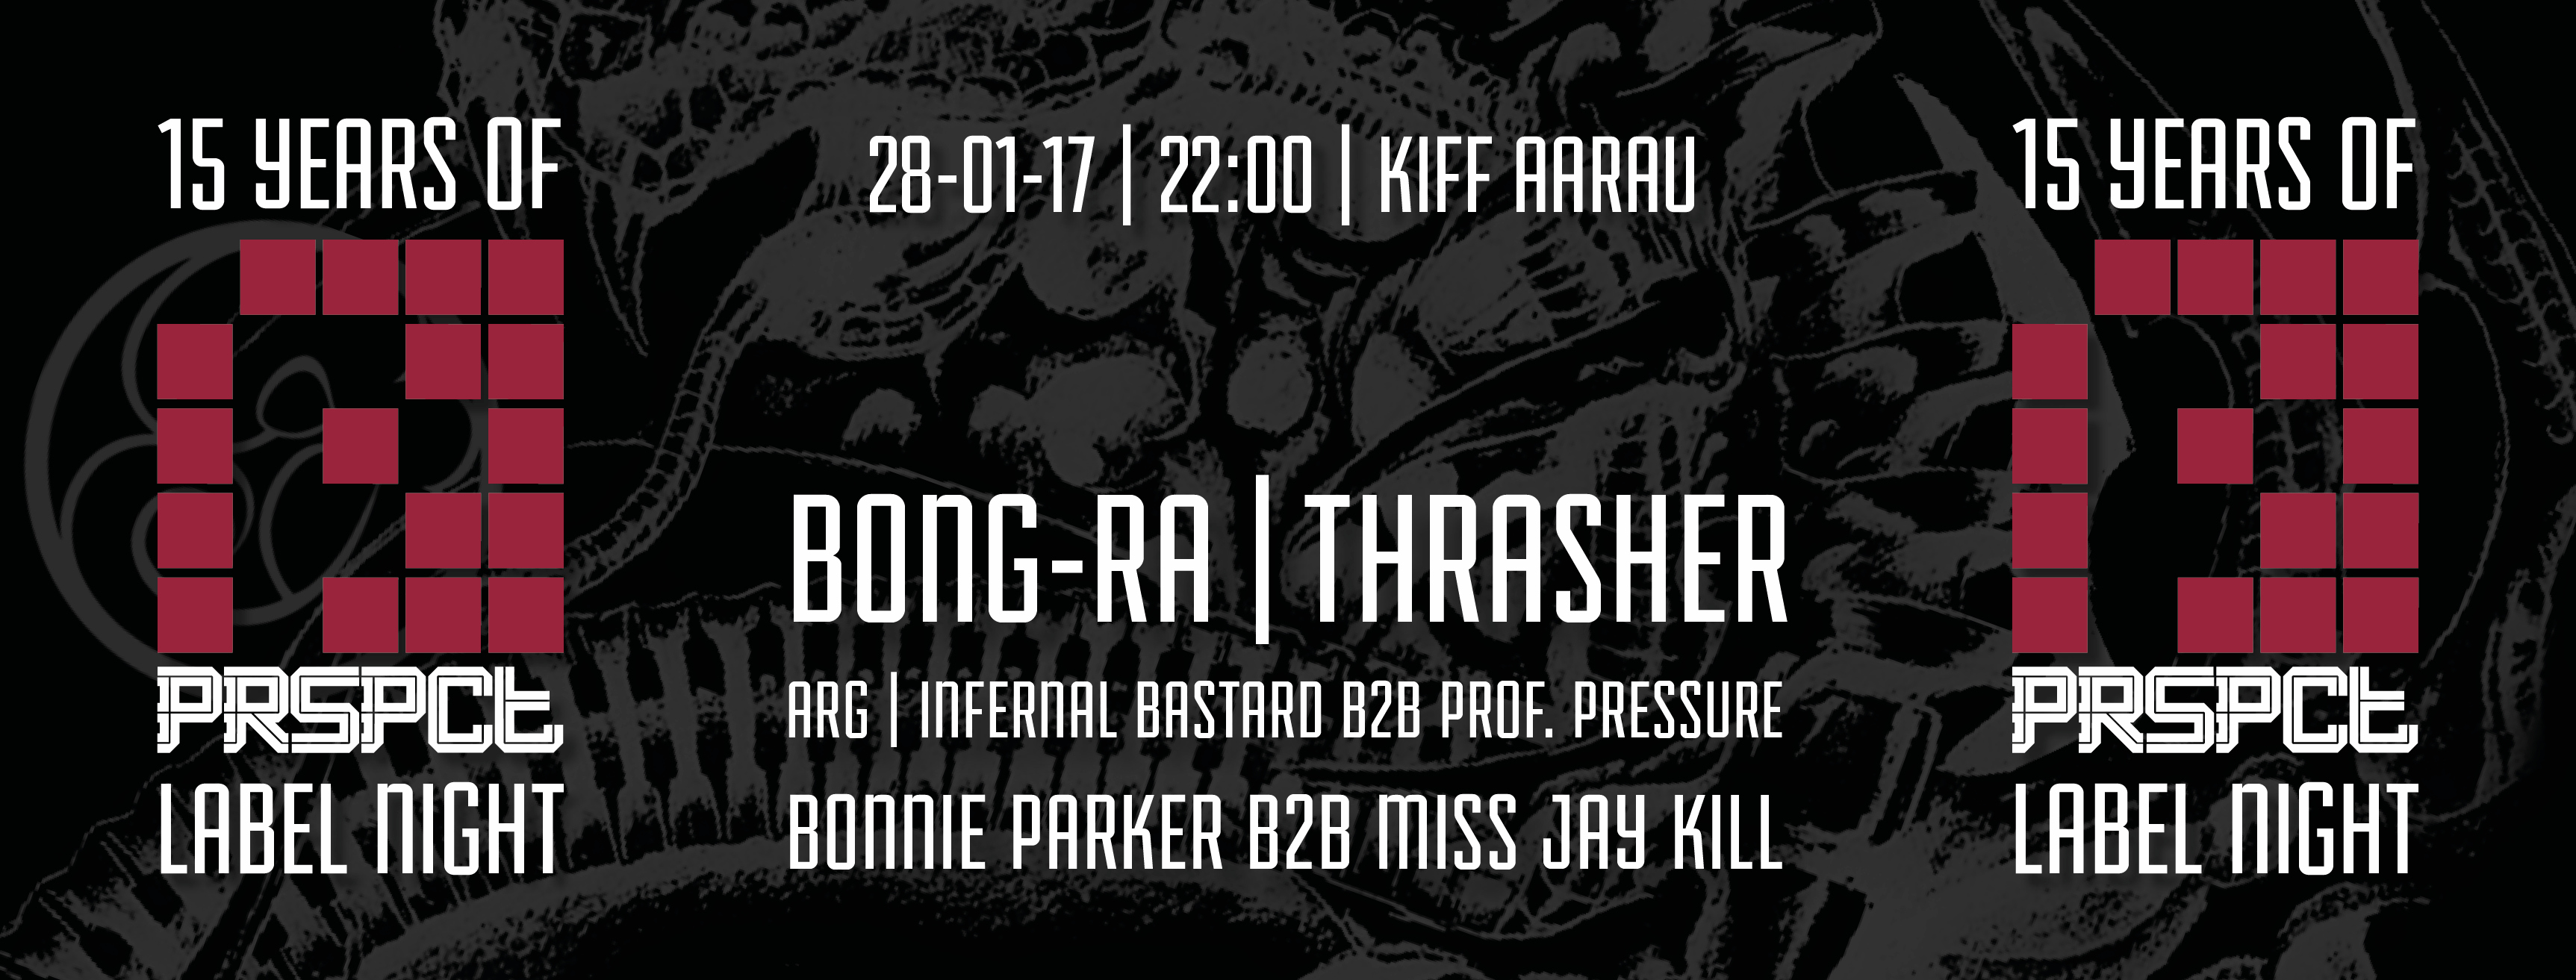 15 YEARS OF
PRSPCt
LABEL NIGHT
28-01-17 | 22:00 | KIFF AARAU
BONG-RA | THRASHER
ARG | INFERNAL BASTARD B2B PROF. PRESSURE
BONNIE PARKER B2B MISS JAY KILL
15 YEARS OF
PRSPCt
LABEL NIGHT